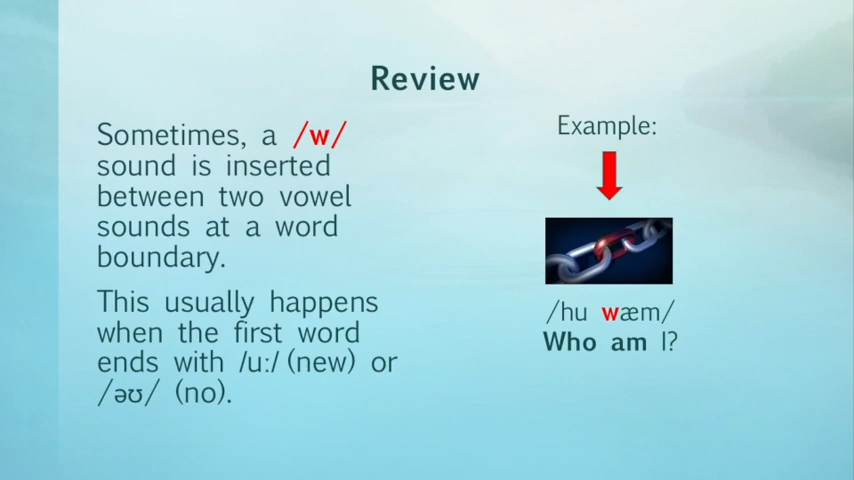 Review
Sometimes, a /w/
sound is inserted
between two vowel
sounds at a word
boundary.
This usually happens
when the first word
ends with /uː/ (new) or
/əʊ/ (no).
Example:
/hu wæm/
Who am I?